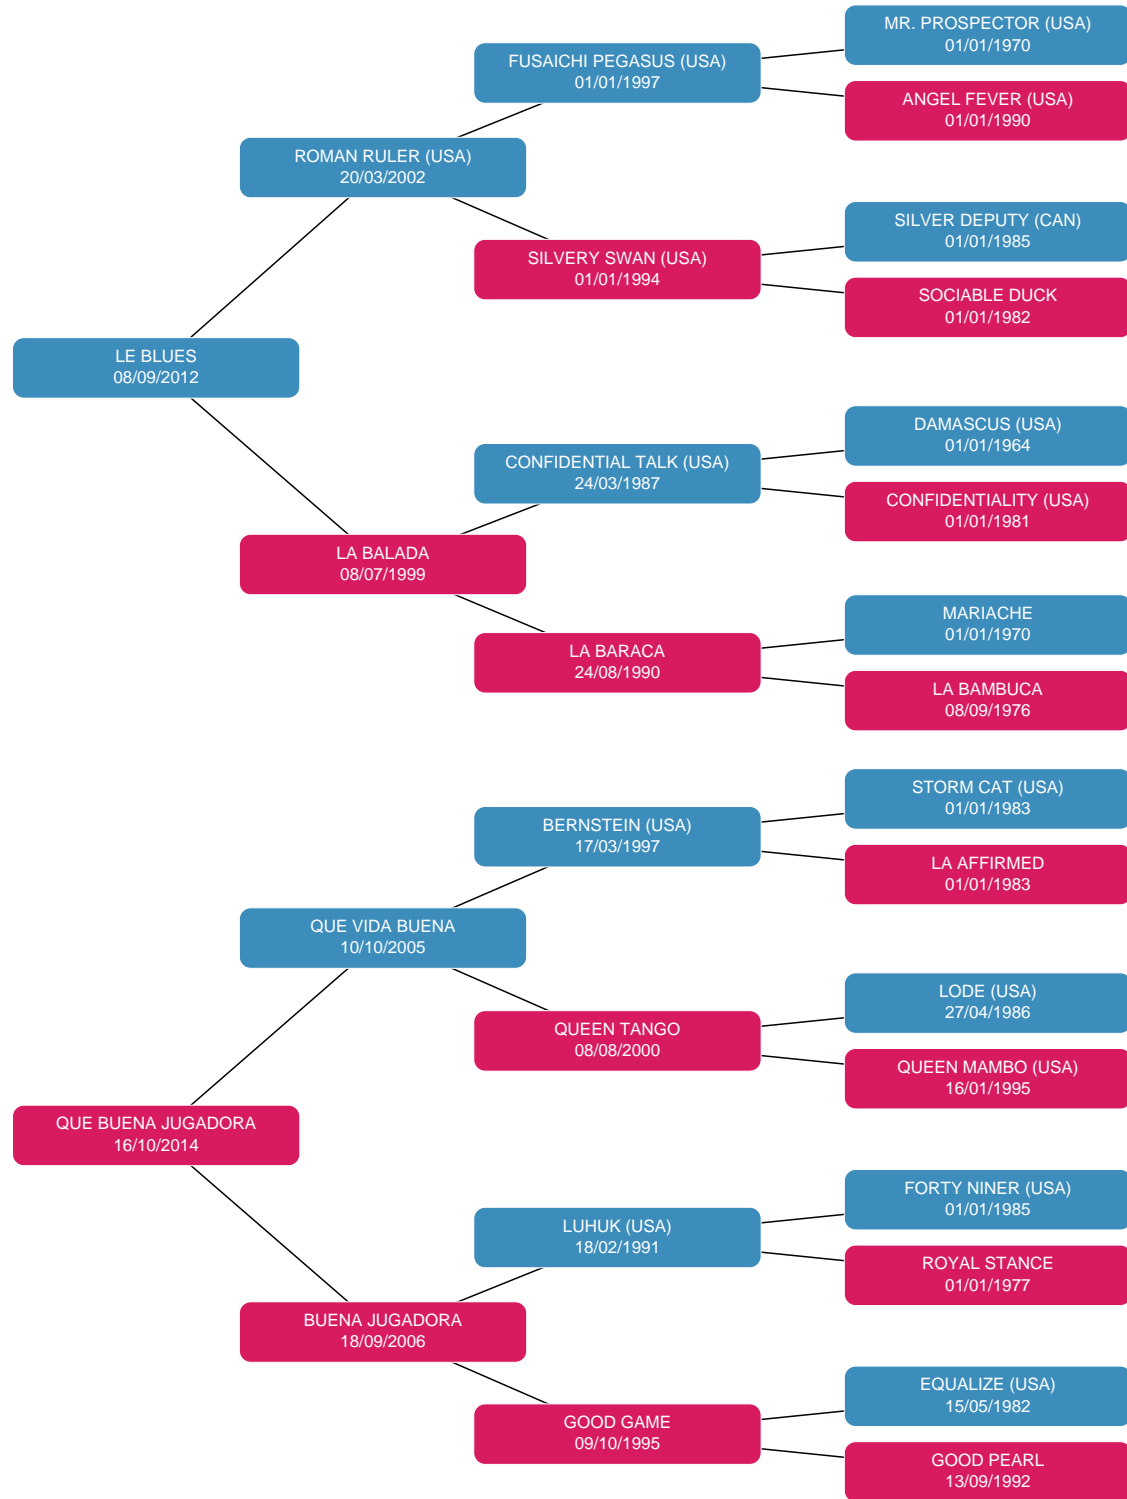 MR. PROSPECTOR (USA)
01/01/1970
FUSAICHI PEGASUS (USA)
01/01/1997
ANGEL FEVER (USA)
01/01/1990
ROMAN RULER (USA)
20/03/2002
SILVER DEPUTY (CAN)
01/01/1985
SILVERY SWAN (USA)
01/01/1994
SOCIABLE DUCK
01/01/1982
LE BLUES
08/09/2012
DAMASCUS (USA)
01/01/1964
CONFIDENTIAL TALK (USA)
24/03/1987
CONFIDENTIALITY (USA)
01/01/1981
LA BALADA
08/07/1999
MARIACHE
01/01/1970
LA BARACA
24/08/1990
LA BAMBUCA
08/09/1976
STORM CAT (USA)
01/01/1983
BERNSTEIN (USA)
17/03/1997
LA AFFIRMED
01/01/1983
QUE VIDA BUENA
10/10/2005
LODE (USA)
27/04/1986
QUEEN TANGO
08/08/2000
QUEEN MAMBO (USA)
16/01/1995
QUE BUENA JUGADORA
16/10/2014
FORTY NINER (USA)
01/01/1985
LUHUK (USA)
18/02/1991
ROYAL STANCE
01/01/1977
BUENA JUGADORA
18/09/2006
EQUALIZE (USA)
15/05/1982
GOOD GAME
09/10/1995
GOOD PEARL
13/09/1992